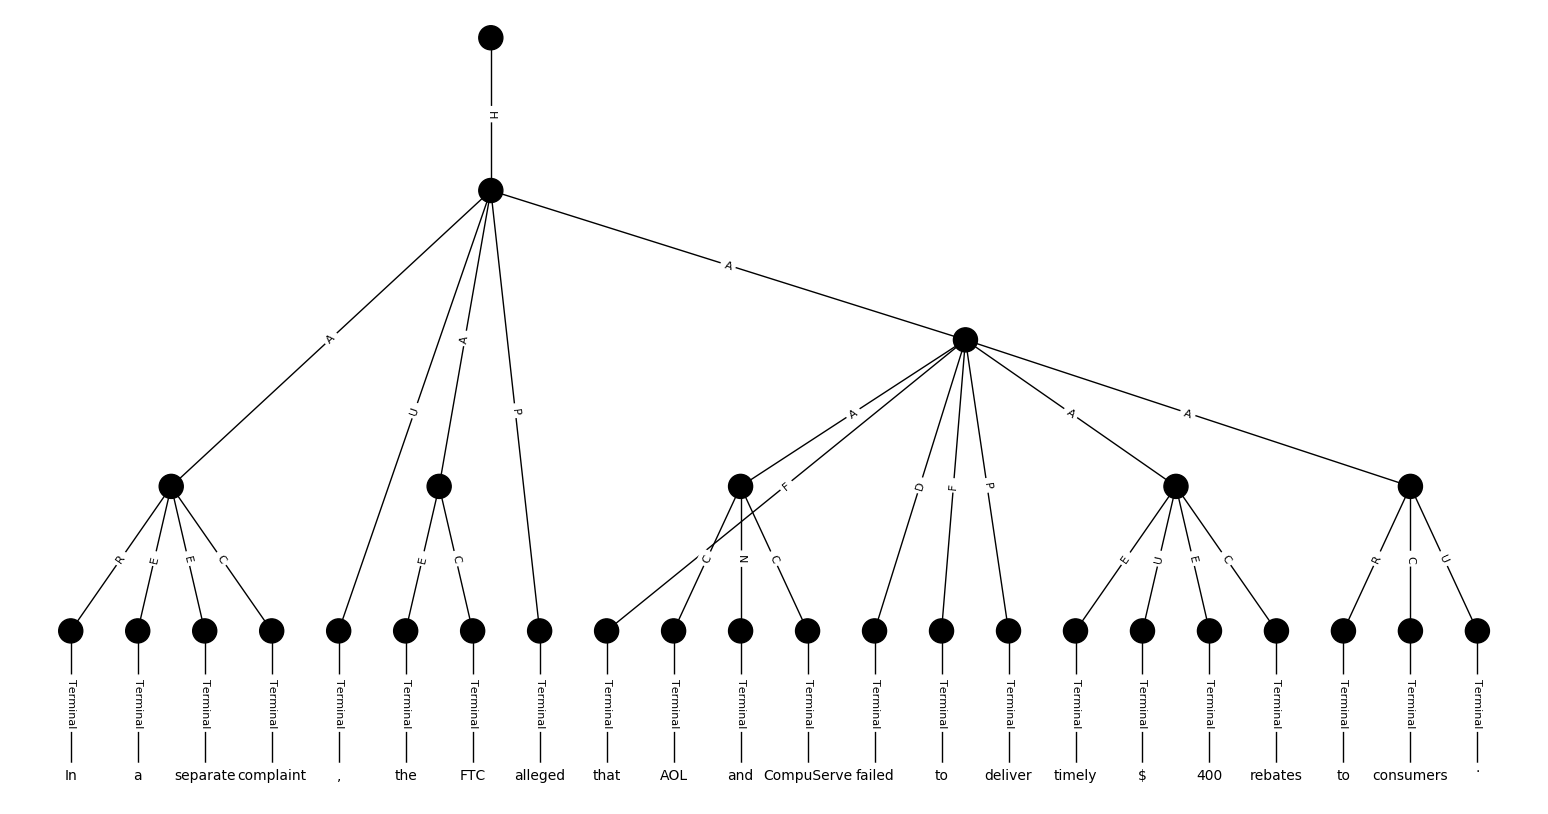 H
A
A
A
U
P
A
A
A
F
D
F
P
R
E
E
C
E
C
C
N
C
E
U
E
C
R
C
U
Terminal Terminal Terminal Terminal Terminal Terminal Terminal Terminal Terminal Terminal Terminal Terminal Terminal Terminal Terminal Terminal Terminal Terminal Terminal Terminal Terminal Terminal
In a separate complaint , the FTC alleged that AOL and CompuServe failed to deliver timely $ 400 rebates to consumers .